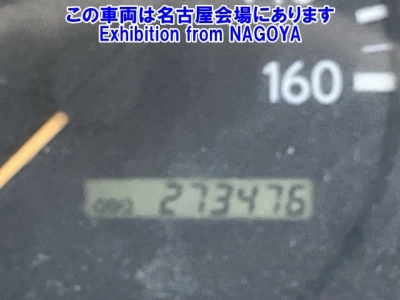 この車両は名古屋会場にあります
Exhibition from NAGOYA
160
273476